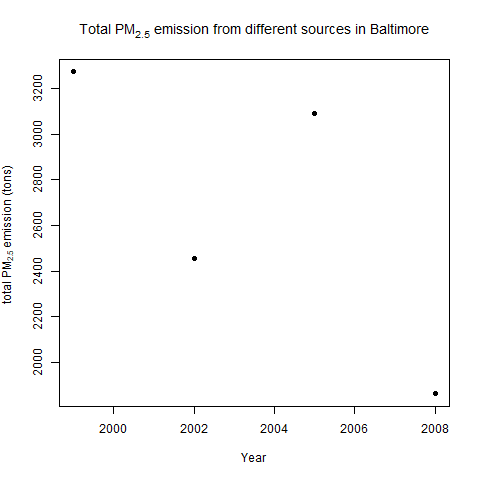 Total PM2.5 emission from different sources in Baltimore
3200
3000
2800
2600
2400
2200
2000
total PM2.5 emission (tons)
2000 2002 2004 2006 2008
Year